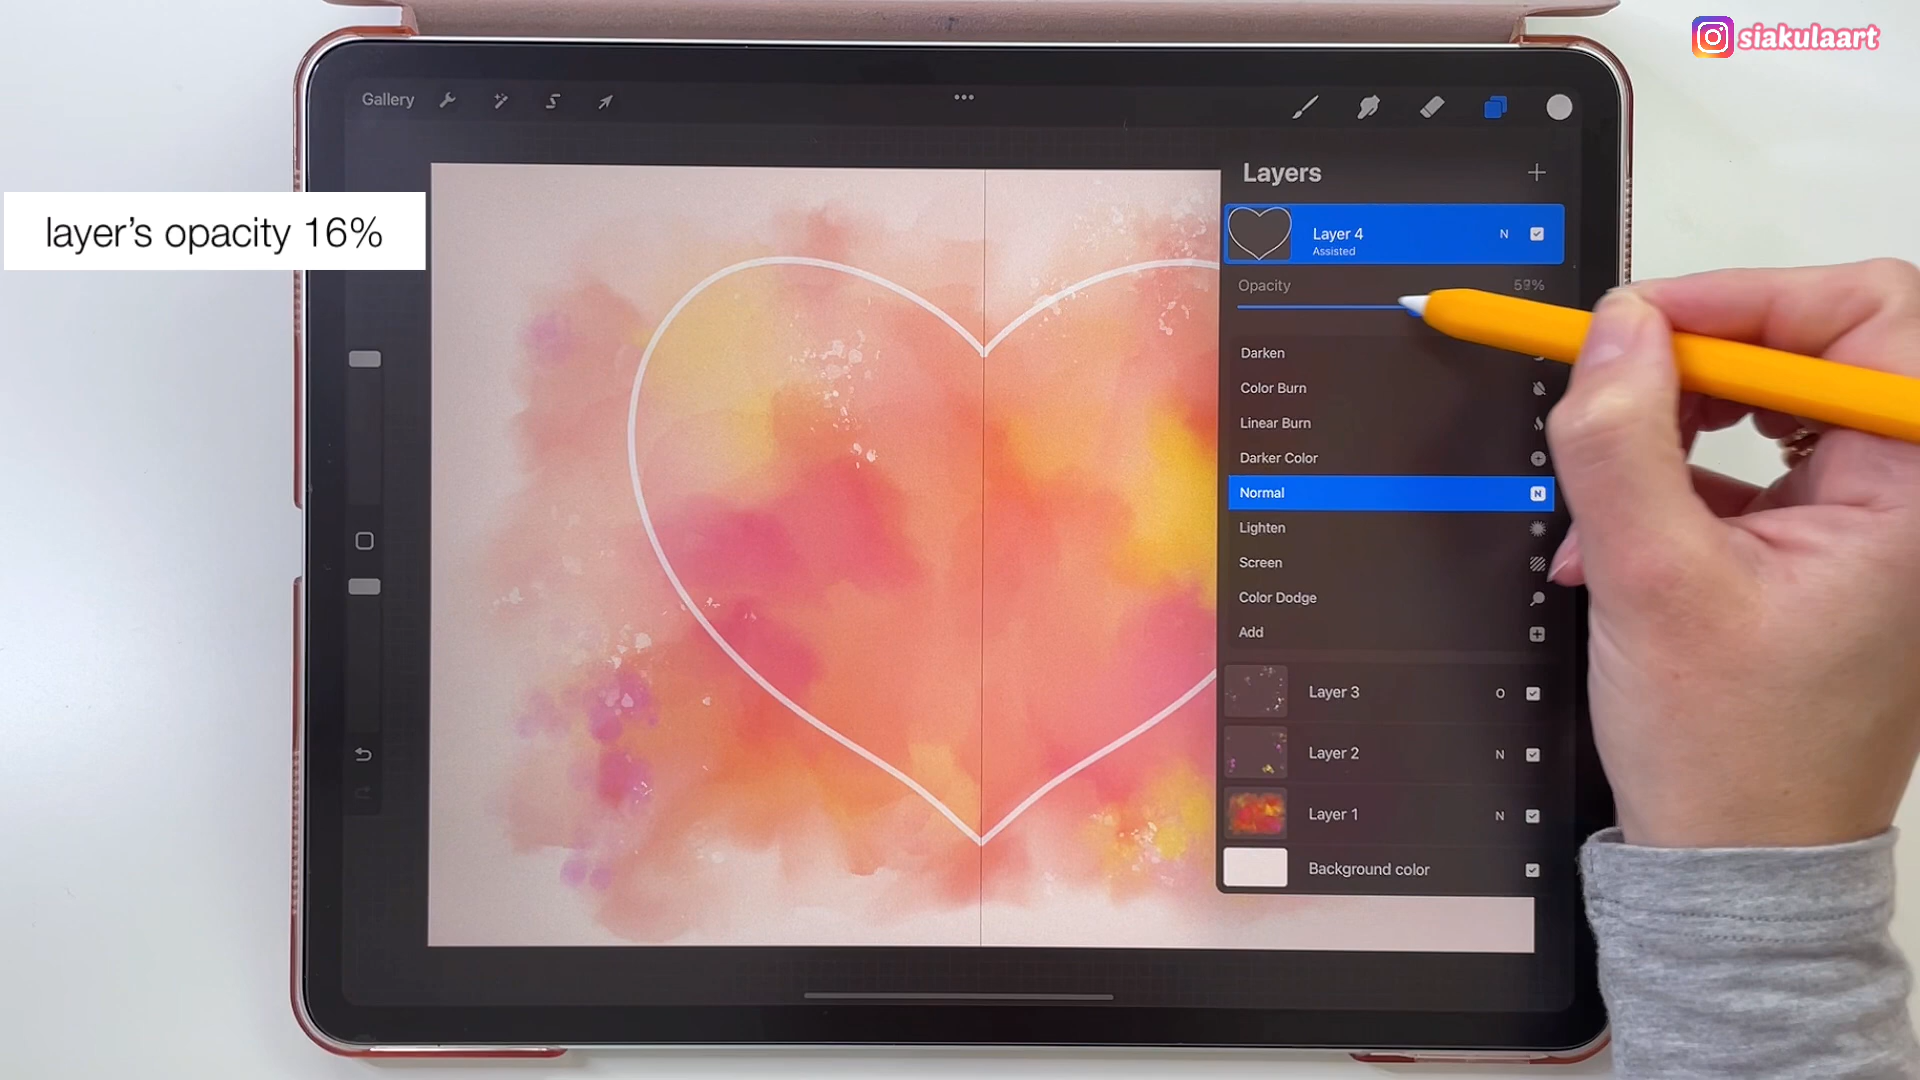 siakulaart
Gallery
Layers
layer's opacity 16%
Layer 4
N
Assisted
Opacity
Darken
Color Burn
Linear Burn
Darker Color
Normal
N
Lighten
Screen
Color Dodge
Add
Layer 3
O
Layer 2
N
Layer 1
N
Background color